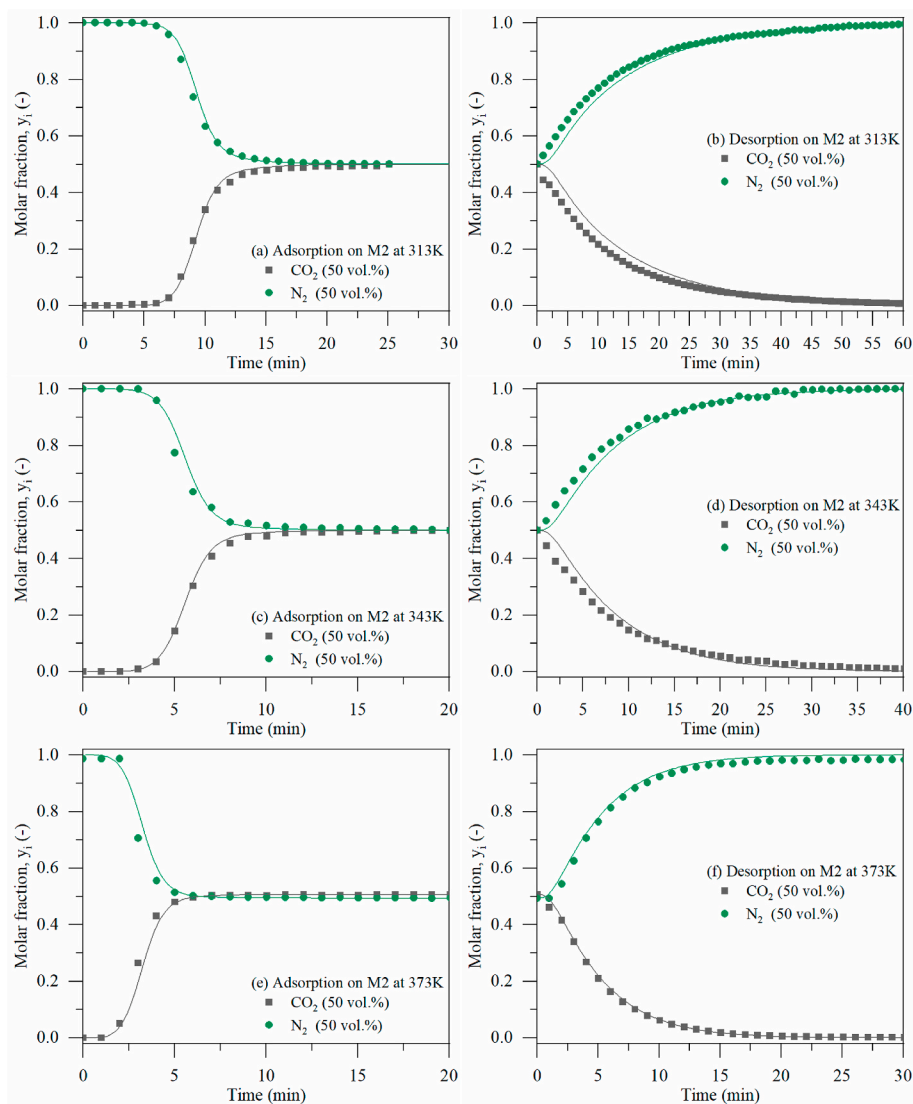 1.0
0.8
0.6
0.4
0.2
0.0
Molar fraction, yᵢ (-)
(a) Adsorption on M2 at 313K
CO₂ (50 vol.%)
N₂ (50 vol.%)
0 5 10 15 20 25 30
Time (min)
1.0
0.8
0.6
0.4
0.2
0.0
Molar fraction, yᵢ (-)
(b) Desorption on M2 at 313K
CO₂ (50 vol.%)
N₂ (50 vol.%)
0 5 10 15 20 25 30 35 40 45 50 55 60
Time (min)
1.0
0.8
0.6
0.4
0.2
0.0
Molar fraction, yᵢ (-)
(c) Adsorption on M2 at 343K
CO₂ (50 vol.%)
N₂ (50 vol.%)
0 5 10 15 20
Time (min)
1.0
0.8
0.6
0.4
0.2
0.0
Molar fraction, yᵢ (-)
(d) Desorption on M2 at 343K
CO₂ (50 vol.%)
N₂ (50 vol.%)
0 5 10 15 20 25 30 35 40
Time (min)
1.0
0.8
0.6
0.4
0.2
0.0
Molar fraction, yᵢ (-)
(e) Adsorption on M2 at 373K
CO₂ (50 vol.%)
N₂ (50 vol.%)
0 5 10 15 20
Time (min)
1.0
0.8
0.6
0.4
0.2
0.0
Molar fraction, yᵢ (-)
(f) Desorption on M2 at 373K
CO₂ (50 vol.%)
N₂ (50 vol.%)
0 5 10 15 20 25 30
Time (min)